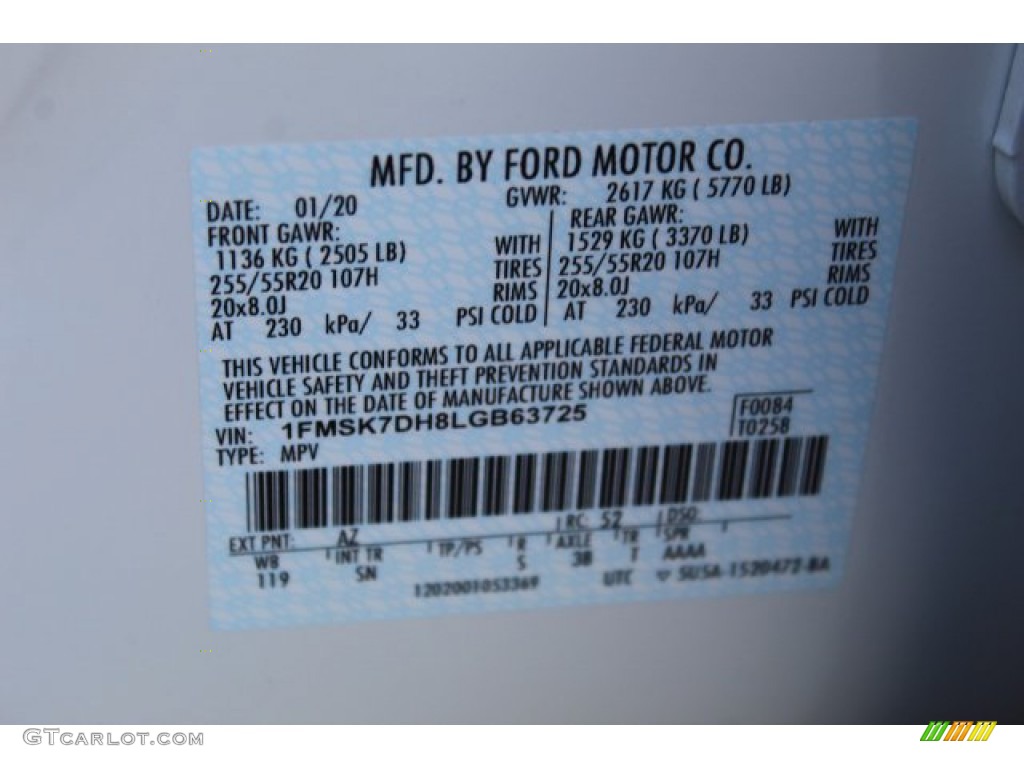 MFD. BY FORD MOTOR CO.
DATE: 01/20 GVWR: 2617 KG ( 5770 LB)
FRONT GAWR: REAR GAWR:
1136 KG ( 2505 LB) WITH 1529 KG ( 3370 LB) WITH
255/55R20 107H TIRES 255/55R20 107H TIRES
20x8.0J RIMS 20x8.0J RIMS
AT 230 kPa/ 33 PSI COLD AT 230 kPa/ 33 PSI COLD
THIS VEHICLE CONFORMS TO ALL APPLICABLE FEDERAL MOTOR
VEHICLE SAFETY AND THEFT PREVENTION STANDARDS IN
EFFECT ON THE DATE OF MANUFACTURE SHOWN ABOVE.
VIN: 1FMSK7DH8LGB63725 F0084
TYPE: MPV T0258
EXT PNT: AZ RC: 52 DSO:
WB INT TR TP/PS R AXLE TR SPR
119 SN S 3B T AAAA
1202001053369 UTC 5U5A-1520472-BA
GTCARLOT.COM